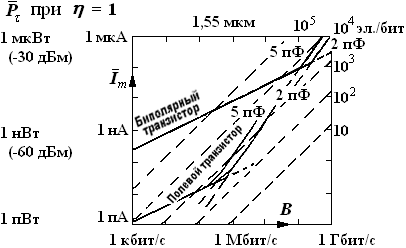 P̄τ при η = 1
1,55 мкм
10⁵
10⁴ эл./бит
1 мкВт
(-30 дБм)
1 мкА
5 пФ
2 пФ
Īm
10³
Биполярный
транзистор
2 пФ
10²
5 пФ
1 нВт
(-60 дБм)
1 нА
10
Полевой транзистор
1 пВт
1 пА
B
1 кбит/с
1 Мбит/с
1 Гбит/с